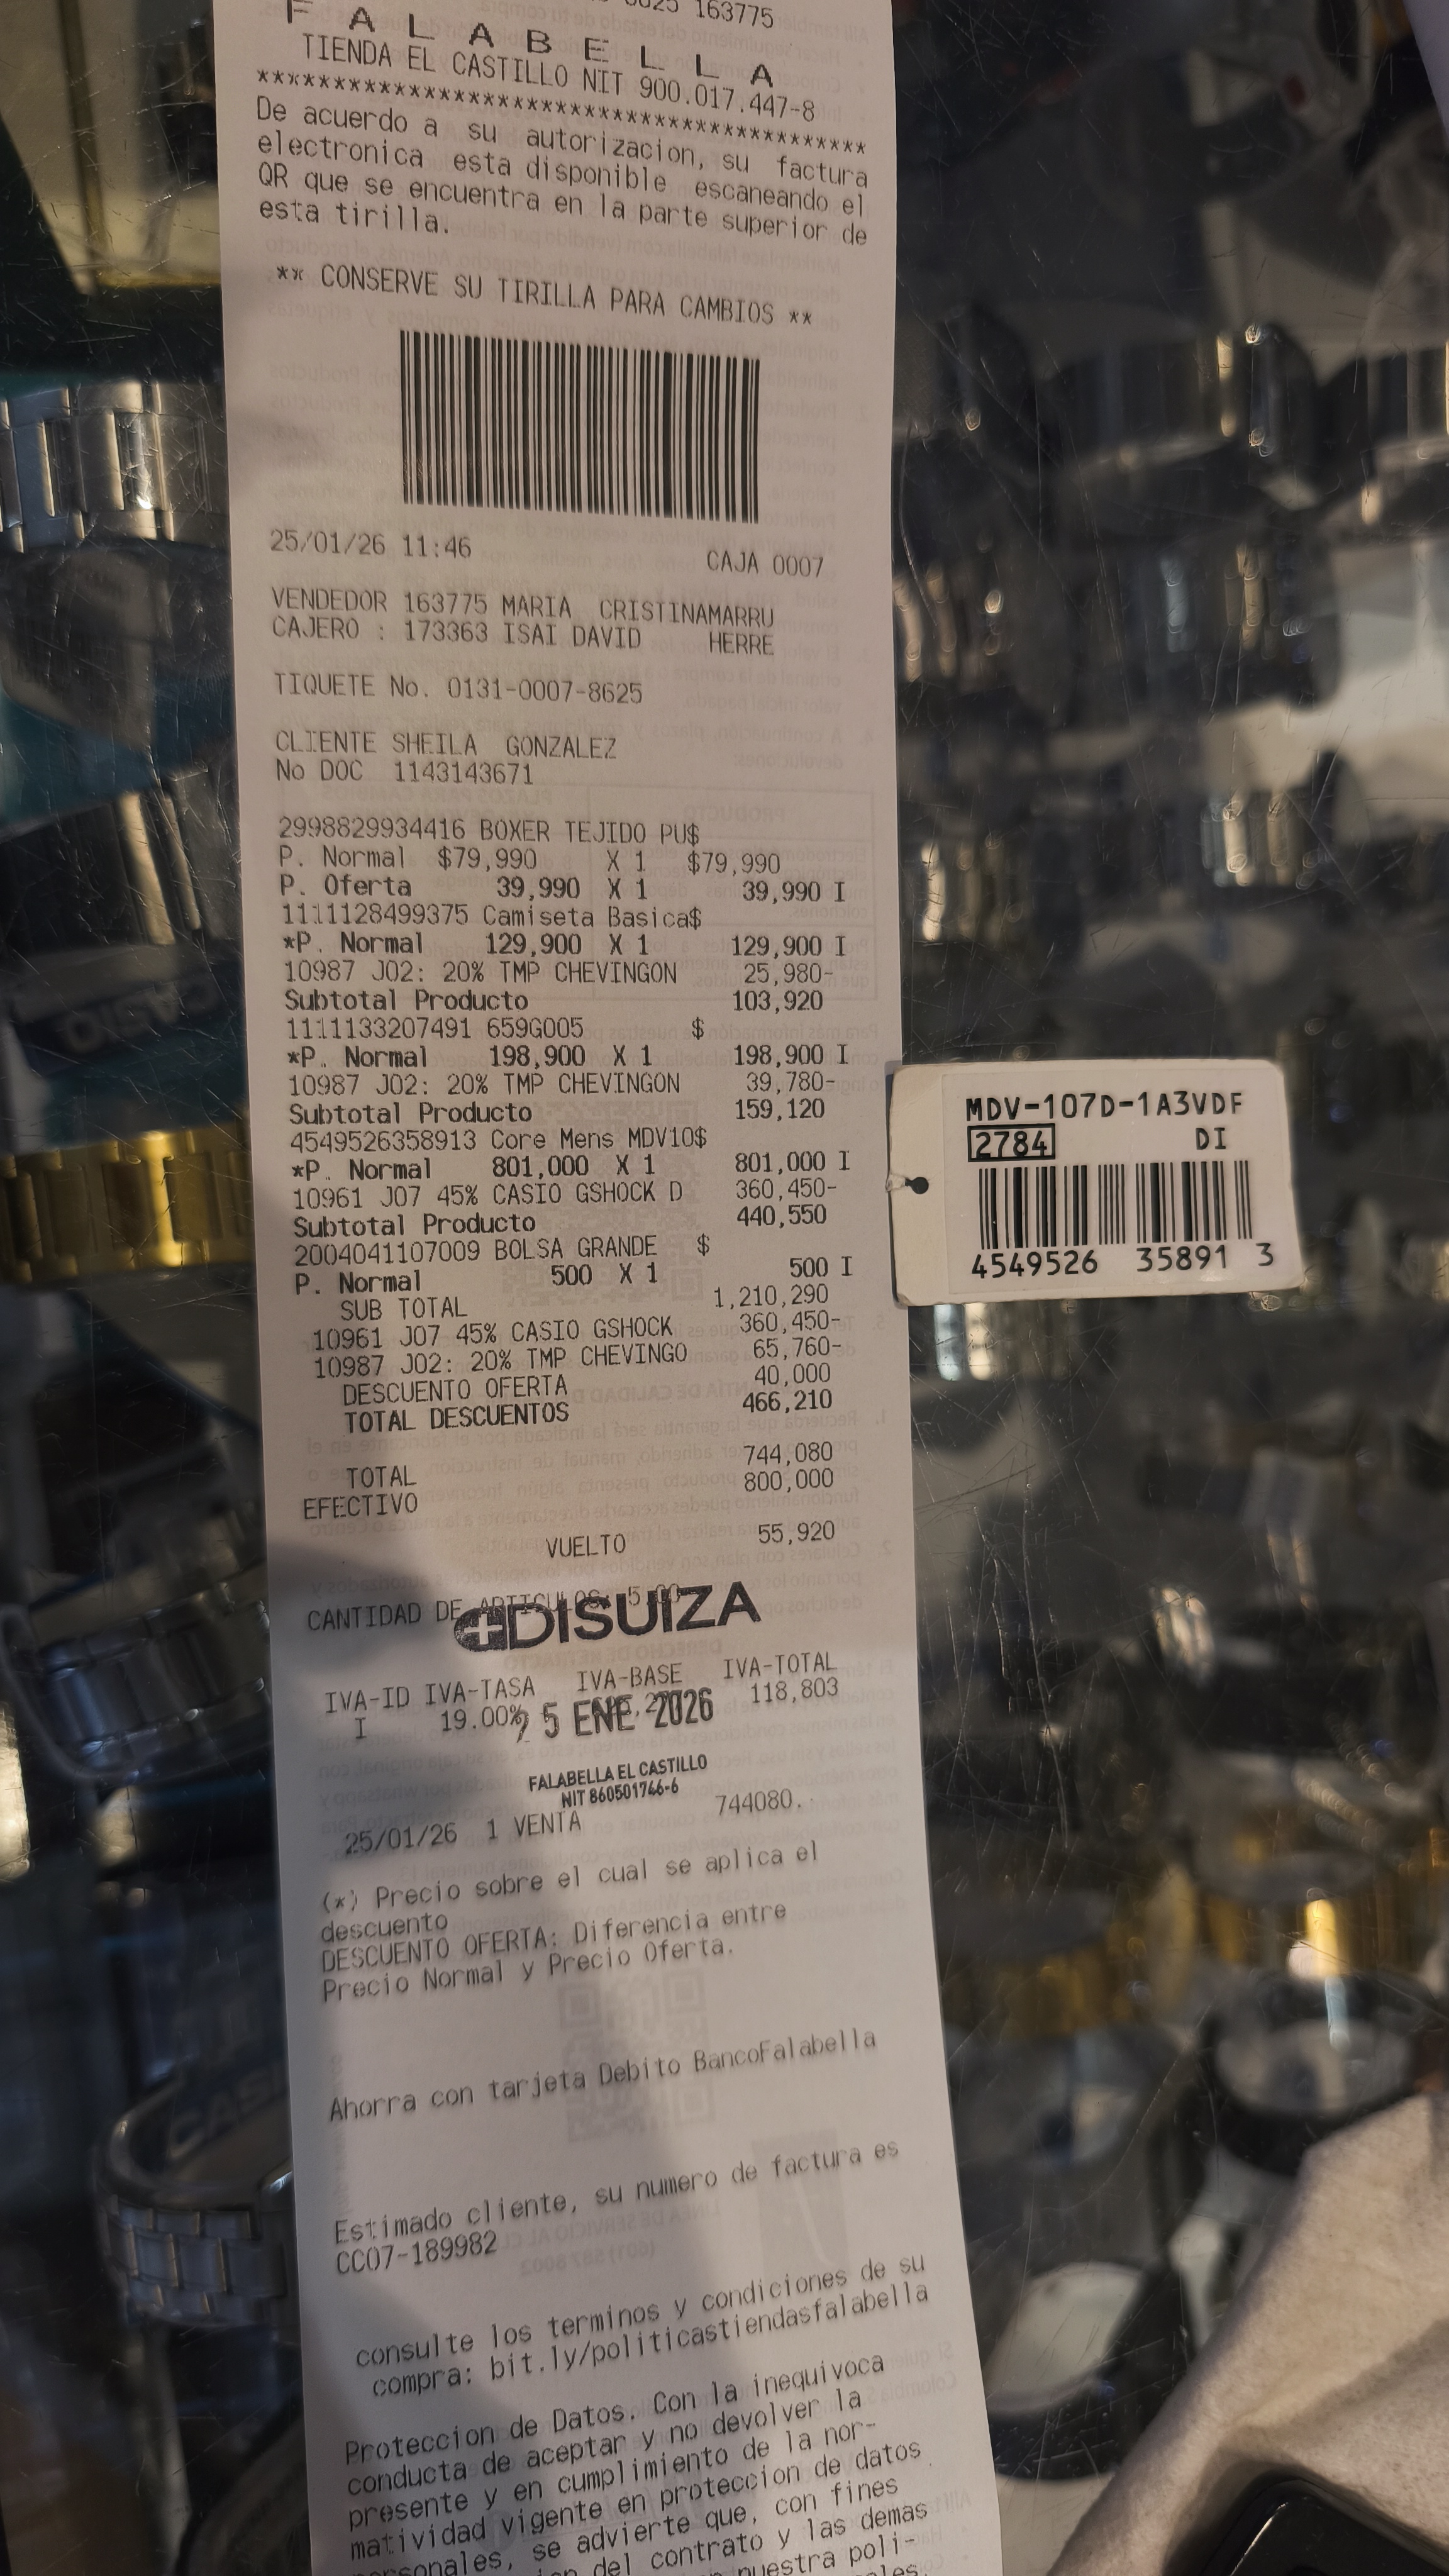 163775
F A L A B E L L A
TIENDA EL CASTILLO NIT 900.017.447-8
****************************************
De acuerdo a su autorizacion, su factura
electronica esta disponible escaneando el
QR que se encuentra en la parte superior de
esta tirilla.
** CONSERVE SU TIRILLA PARA CAMBIOS **
25/01/26 11:46 CAJA 0007
VENDEDOR 163775 MARIA CRISTINAMARRU
CAJERO : 173363 ISAI DAVID HERRE
TIQUETE No. 0131-0007-8625
CLIENTE SHEILA GONZALEZ
No DOC 1143143671
2998829934416 BOXER TEJIDO PU$
P. Normal $79,990 X 1 $79,990
P. Oferta 39,990 X 1 39,990 I
1111128499375 Camiseta Basica$
*P. Normal 129,900 X 1 129,900 I
10987 J02: 20% TMP CHEVINGON 25,980-
Subtotal Producto 103,920
1111133207491 659G005 $
*P. Normal 198,900 X 1 198,900 I
10987 J02: 20% TMP CHEVINGON 39,780-
Subtotal Producto 159,120
4549526358913 Core Mens MDV10$
*P. Normal 801,000 X 1 801,000 I
10961 J07 45% CASIO GSHOCK D 360,450-
Subtotal Producto 440,550
2004041107009 BOLSA GRANDE $
P. Normal 500 X 1 500 I
SUB TOTAL 1,210,290
10961 J07 45% CASIO GSHOCK 360,450-
10987 J02: 20% TMP CHEVINGO 65,760-
DESCUENTO OFERTA 40,000
TOTAL DESCUENTOS 466,210
TOTAL 744,080
EFECTIVO 800,000
VUELTO 55,920
CANTIDAD DE ARTICULOS
DISUIZA
IVA-ID IVA-TASA IVA-BASE IVA-TOTAL
I 19.00% 118,803
25 ENE 2026
FALABELLA EL CASTILLO
NIT 860501746-6
25/01/26 1 VENTA 744080.
(*) Precio sobre el cual se aplica el
descuento
DESCUENTO OFERTA: Diferencia entre
Precio Normal y Precio Oferta.
Ahorra con tarjeta Debito BancoFalabella
Estimado cliente, su numero de factura es
CC07-189982
consulte los terminos y condiciones de su
compra: bit.ly/politicastiendasfalabella
Proteccion de Datos. Con la inequivoca
conducta de aceptar y no devolver la
presente y en cumplimiento de la nor-
matividad vigente en proteccion de datos
personales, se advierte que, con fines
del contrato y las demas
nuestra poli-
MDV-107D-1A3VDF
2784 DI
4549526 35891 3